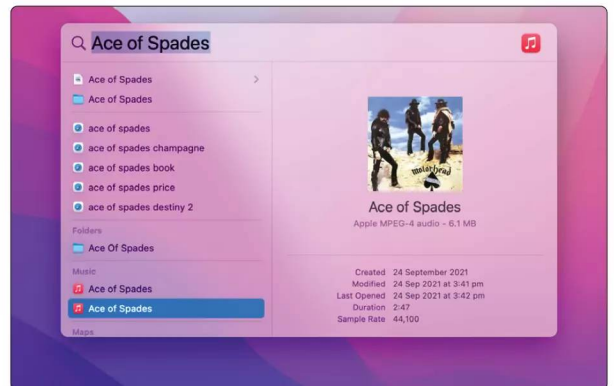 Ace of Spades
Ace of Spades
Ace of Spades
ace of spades
ace of spades champagne
ace of spades book
ace of spades price
ace of spades destiny 2
Folders
Ace Of Spades
Music
Ace of Spades
Ace of Spades
Maps
motörhead
Ace of Spades
Apple MPEG-4 audio - 6.1 MB
Created 24 September 2021
Modified 24 Sep 2021 at 3:41 pm
Last Opened 24 Sep 2021 at 3:42 pm
Duration 2:47
Sample Rate 44,100